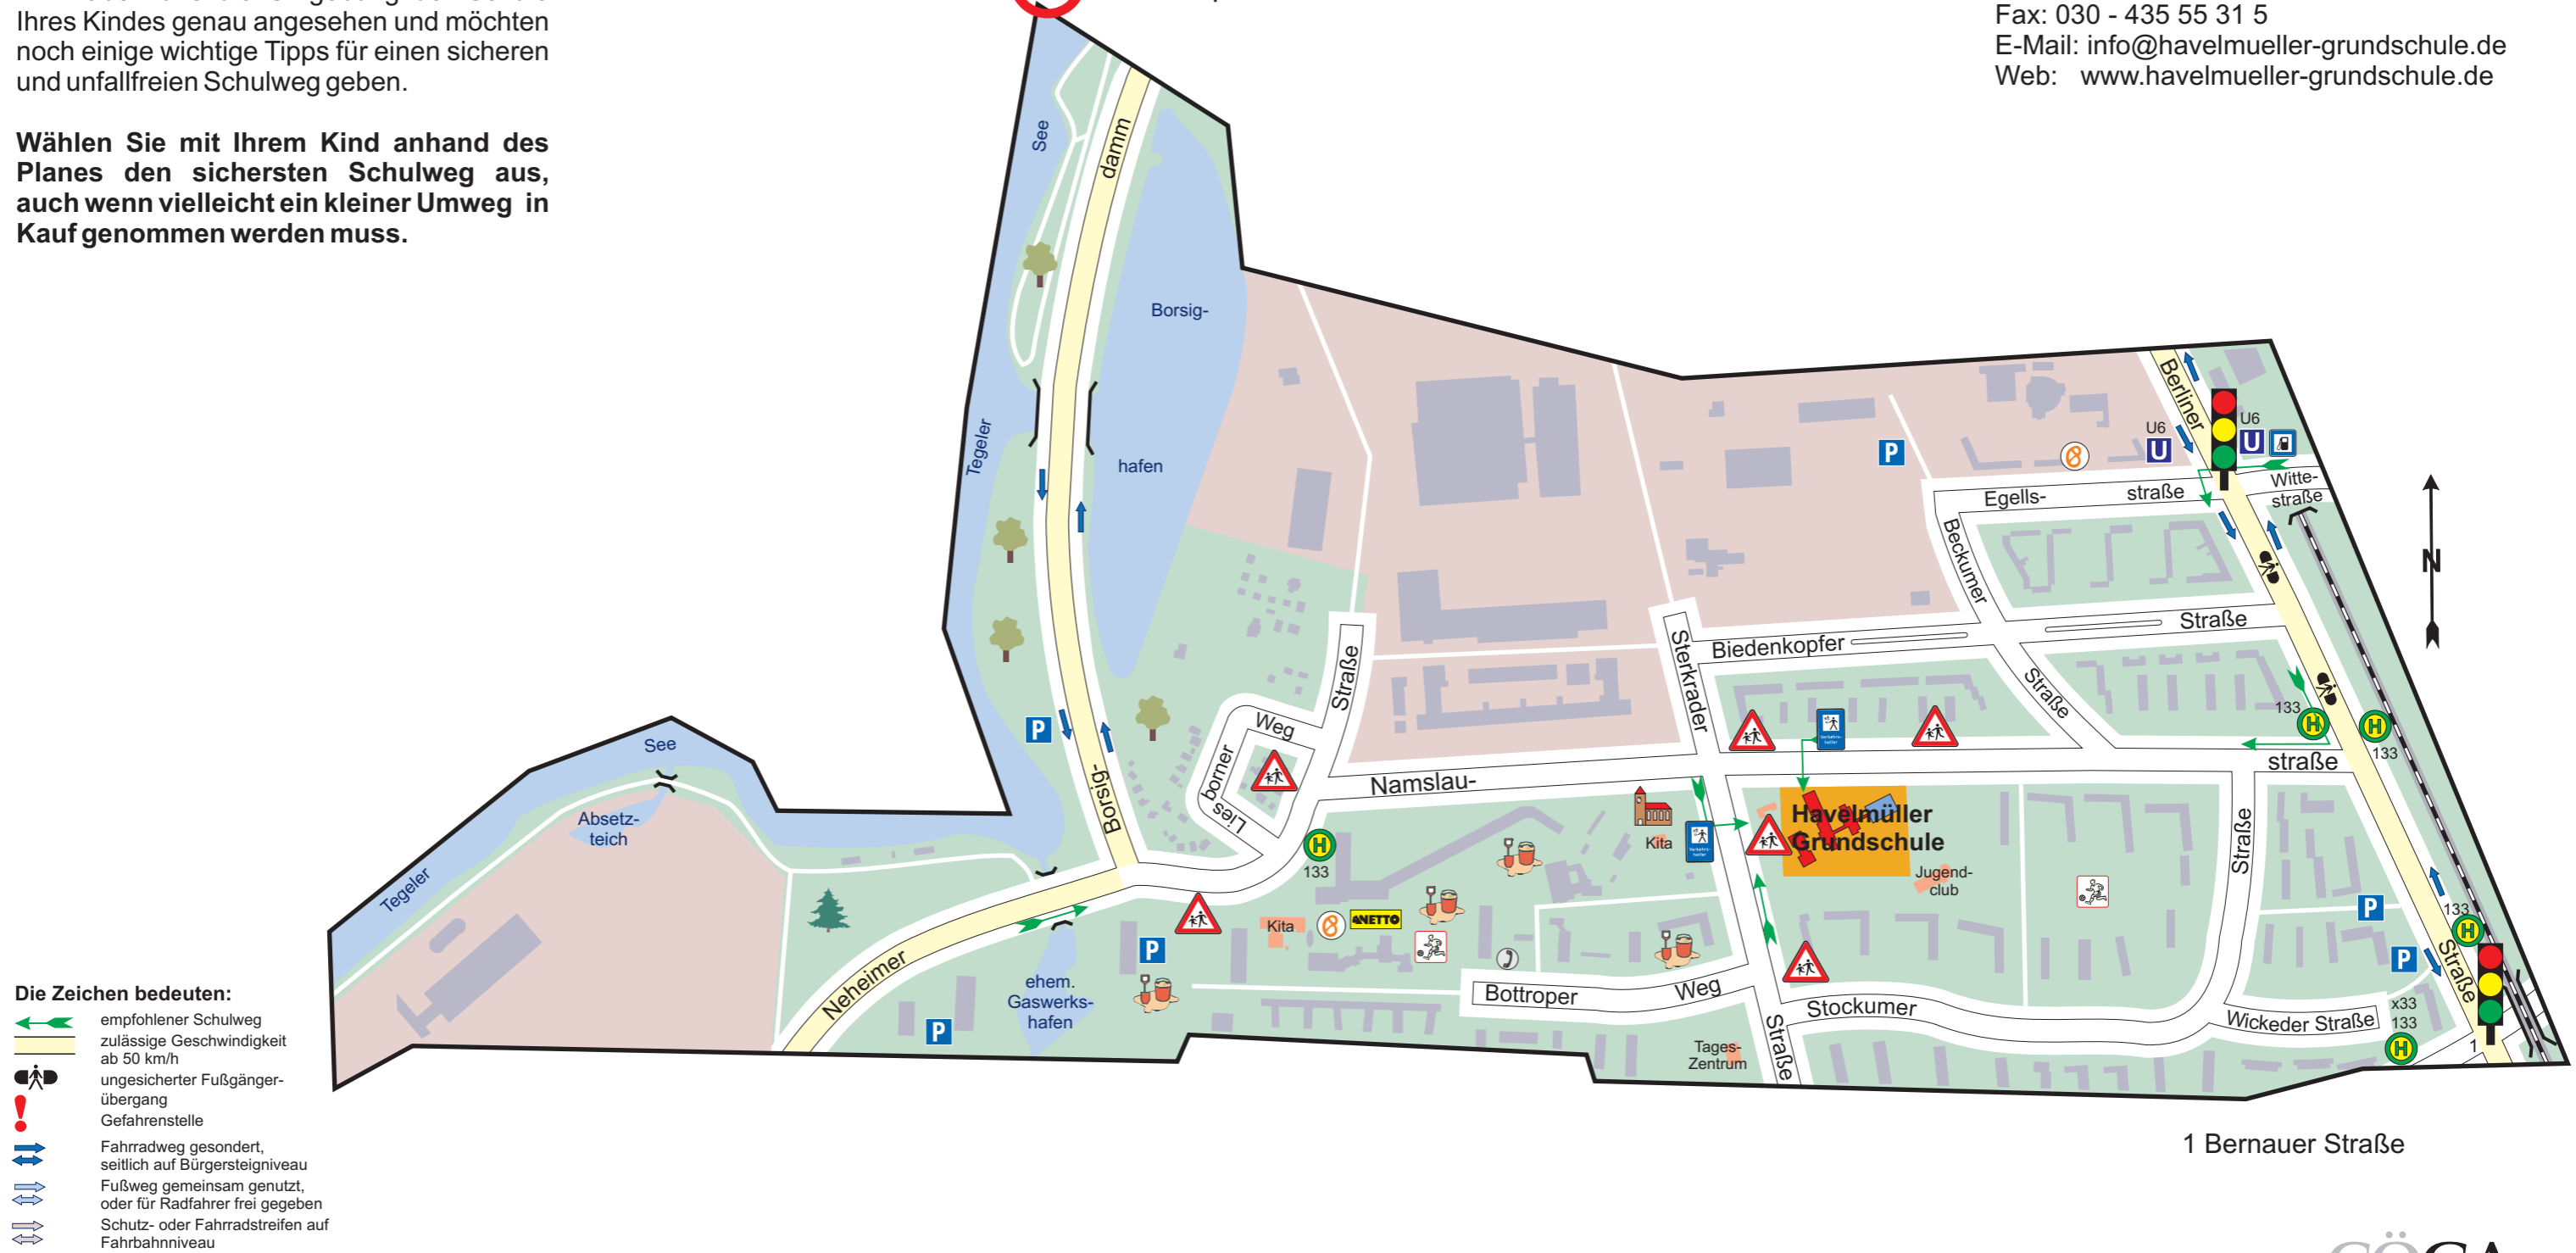 Ihres Kindes genau angesehen und möchten
noch einige wichtige Tipps für einen sicheren
und unfallfreien Schulweg geben.
Wählen Sie mit Ihrem Kind anhand des
Planes den sichersten Schulweg aus,
auch wenn vielleicht ein kleiner Umweg in
Kauf genommen werden muss.
Fax: 030 - 435 55 31 5
E-Mail: info@havelmueller-grundschule.de
Web: www.havelmueller-grundschule.de
See
damm
Borsig-
hafen
Tegeler
P
Borsig-
See
Absetz-
teich
Tegeler
Neheimer
ehem.
Gaswerks-
hafen
P
P
Lies
borner
Weg
Straße
H
133
Kita
NETTO
Namslau-
Kita
Verkehrs-
helfer
Sterkrader
Biedenkopfer
Straße
Beckumer
Straße
Egells-
straße
P
U6
U
Berliner
U6
U
Witte-
straße
N
133
H
H
133
straße
Verkehrs-
helfer
Havelmüller
Grundschule
Jugend-
club
Straße
P
133
H
P
Straße
x33
133
H
1
Bottroper
Weg
Stockumer
Wickeder Straße
Straße
Tages-
Zentrum
1 Bernauer Straße
Die Zeichen bedeuten:
empfohlener Schulweg
zulässige Geschwindigkeit
ab 50 km/h
ungesicherter Fußgänger-
übergang
Gefahrenstelle
Fahrradweg gesondert,
seitlich auf Bürgersteigniveau
Fußweg gemeinsam genutzt,
oder für Radfahrer frei gegeben
Schutz- oder Fahrradstreifen auf
Fahrbahnniveau